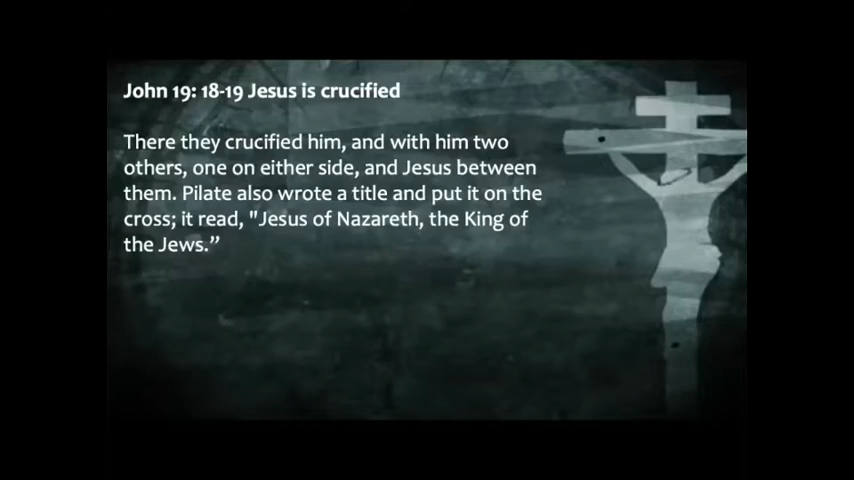 John 19: 18-19 Jesus is crucified
There they crucified him, and with him two
others, one on either side, and Jesus between
them. Pilate also wrote a title and put it on the
cross; it read, "Jesus of Nazareth, the King of
the Jews.”